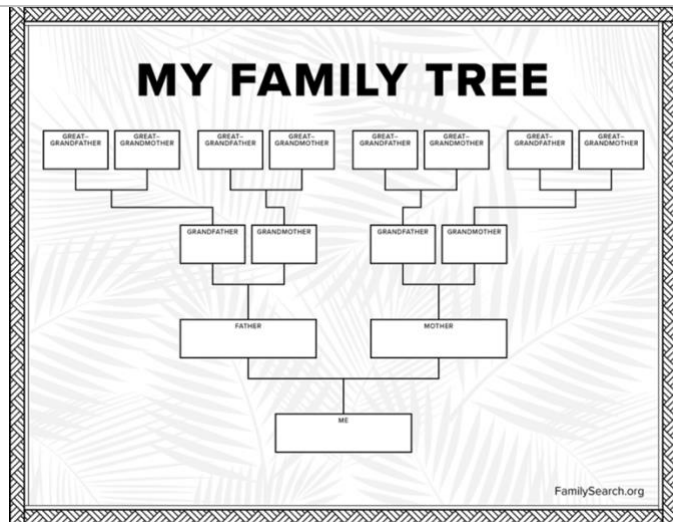 MY FAMILY TREE
GREAT-
GRANDFATHER
GREAT-
GRANDMOTHER
GREAT-
GRANDFATHER
GREAT-
GRANDMOTHER
GREAT-
GRANDFATHER
GREAT-
GRANDMOTHER
GREAT-
GRANDFATHER
GREAT-
GRANDMOTHER
GRANDFATHER
GRANDMOTHER
GRANDFATHER
GRANDMOTHER
FATHER
MOTHER
ME
FamilySearch.org